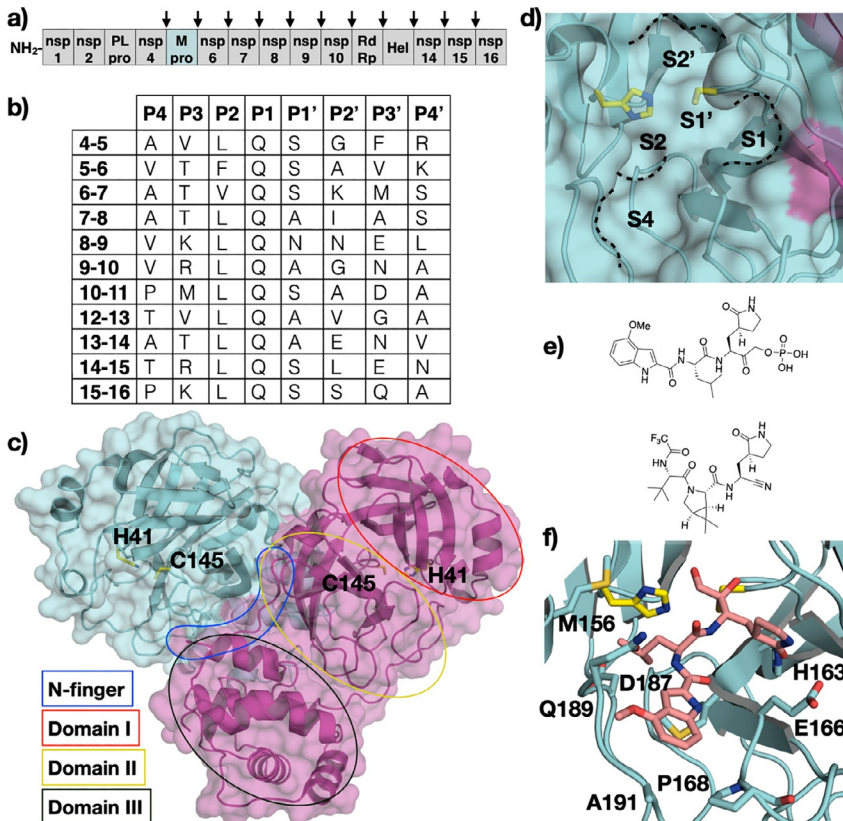 a)
NH2- nsp 1 nsp 2 PL pro nsp 4 M pro nsp 6 nsp 7 nsp 8 nsp 9 nsp 10 Rd Rp Hel nsp 14 nsp 15 nsp 16
b)
P4 P3 P2 P1 P1' P2' P3' P4'
4-5 A V L Q S G F R
5-6 V T F Q S A V K
6-7 A T V Q S K M S
7-8 A T L Q A I A S
8-9 V K L Q N N E L
9-10 V R L Q A G N A
10-11 P M L Q S A D A
12-13 T V L Q A V G A
13-14 A T L Q A E N V
14-15 T R L Q S L E N
15-16 P K L Q S S Q A
c)
H41
C145
C145
H41
N-finger
Domain I
Domain II
Domain III
d)
S2'
S1'
S1
S2
S4
e)
OMe
N
H
O
H
N
O
N
H
O
O
NH
O
O
P
OH
OH
F3C
O
HN
O
N
H
H
O
N
H
O
NH
H
N
f)
M156
H163
D187
Q189
E166
P168
A191